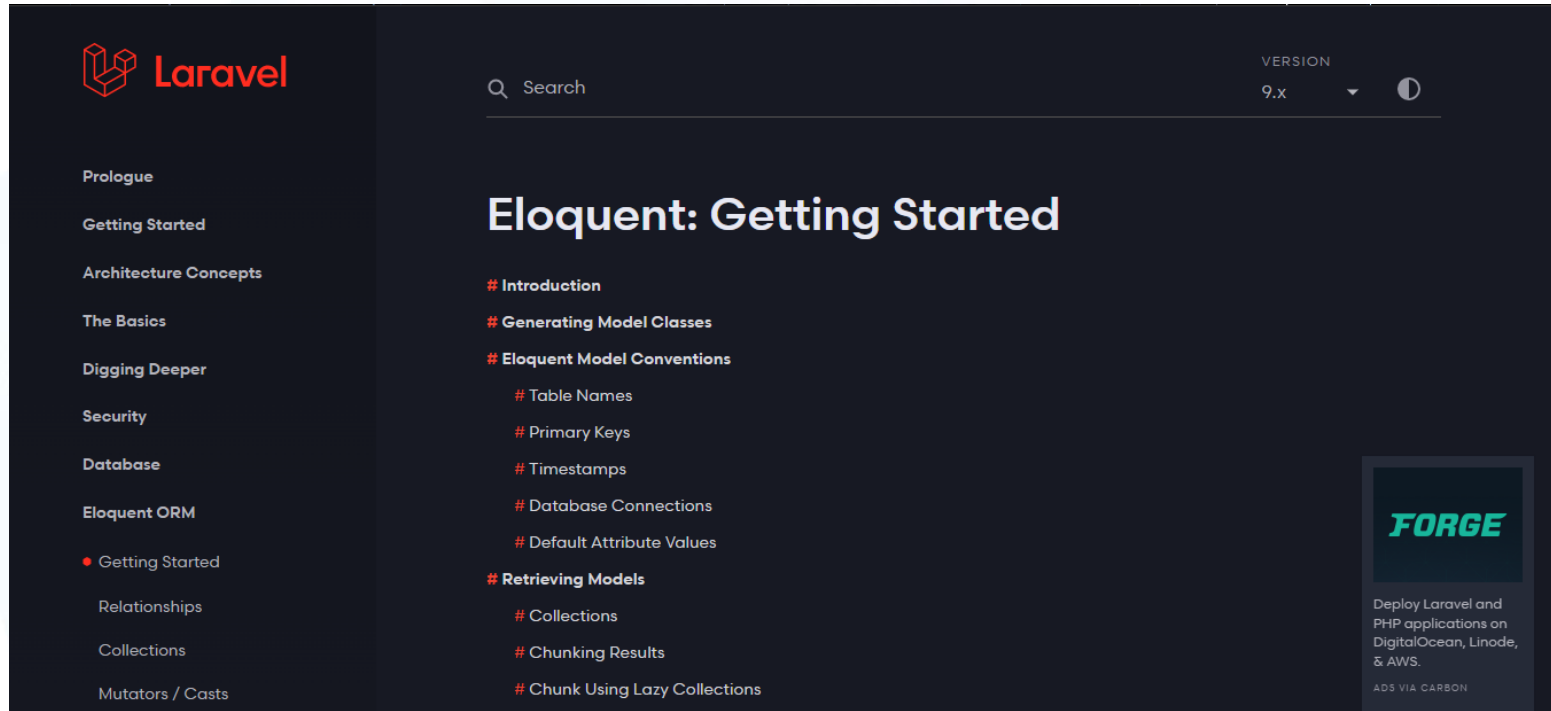 Laravel
Prologue
Getting Started
Architecture Concepts
The Basics
Digging Deeper
Security
Database
Eloquent ORM
Getting Started
Relationships
Collections
Mutators / Casts
Search
VERSION
9.x
Eloquent: Getting Started
# Introduction
# Generating Model Classes
# Eloquent Model Conventions
# Table Names
# Primary Keys
# Timestamps
# Database Connections
# Default Attribute Values
# Retrieving Models
# Collections
# Chunking Results
# Chunk Using Lazy Collections
FORGE
Deploy Laravel and
PHP applications on
DigitalOcean, Linode,
& AWS.
ADS VIA CARBON